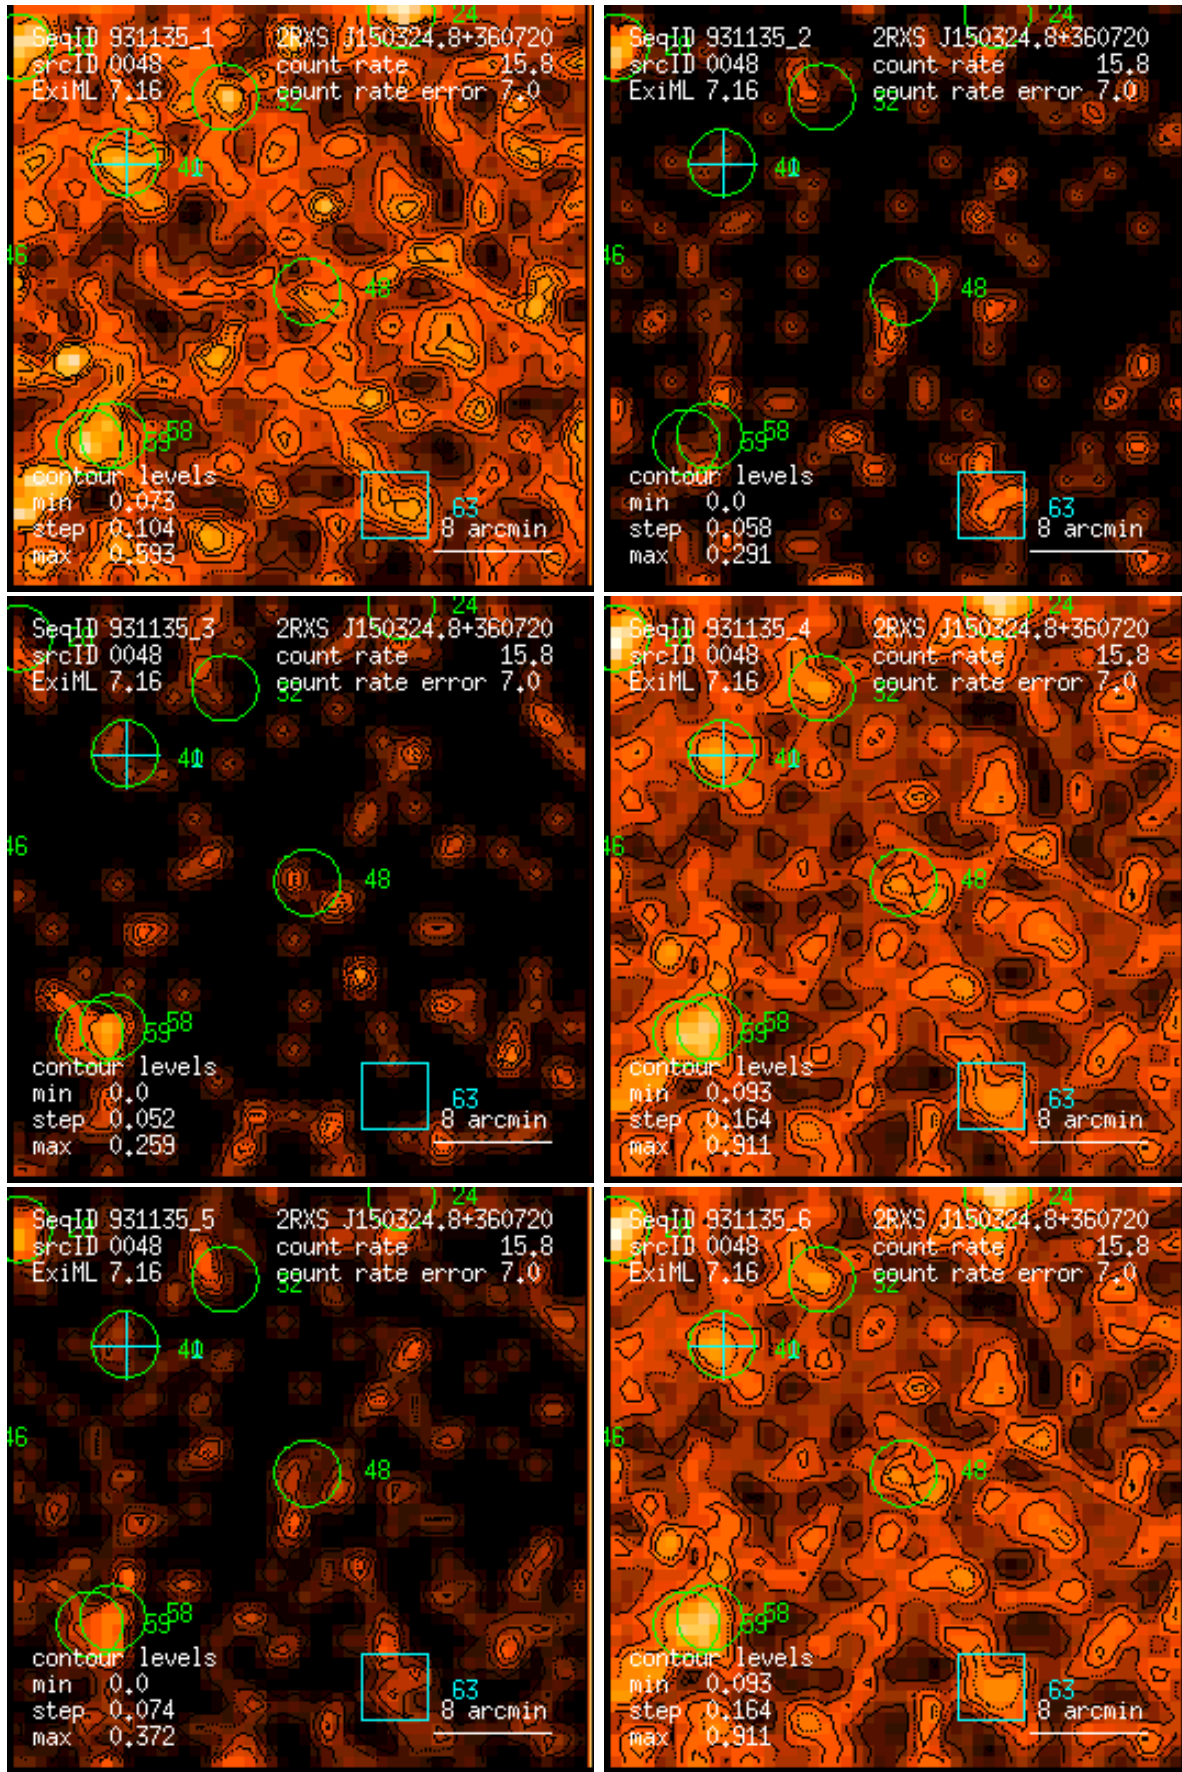 24
SeqID 931135_1 2RXS J150324.8+360720
srcID 0048 count rate 15.8
ExiML 7.16 count rate error 7.0
46
48
58
59
contour levels
min 0.073
step 0.104
max 0.593
63
8 arcmin
24
SeqID 931135_2 2RXS J150324.8+360720
srcID 0048 count rate 15.8
ExiML 7.16 count rate error 7.0
46
48
58
59
contour levels
min 0.0
step 0.058
max 0.291
63
8 arcmin
24
SeqID 931135_3 2RXS J150324.8+360720
srcID 0048 count rate 15.8
ExiML 7.16 count rate error 7.0
46
48
58
59
contour levels
min 0.0
step 0.052
max 0.259
63
8 arcmin
24
SeqID 931135_4 2RXS J150324.8+360720
srcID 0048 count rate 15.8
ExiML 7.16 count rate error 7.0
46
48
58
59
contour levels
min 0.093
step 0.164
max 0.911
63
8 arcmin
24
SeqID 931135_5 2RXS J150324.8+360720
srcID 0048 count rate 15.8
ExiML 7.16 count rate error 7.0
46
48
58
59
contour levels
min 0.0
step 0.074
max 0.372
63
8 arcmin
24
SeqID 931135_6 2RXS J150324.8+360720
srcID 0048 count rate 15.8
ExiML 7.16 count rate error 7.0
46
48
58
59
contour levels
min 0.093
step 0.164
max 0.911
63
8 arcmin